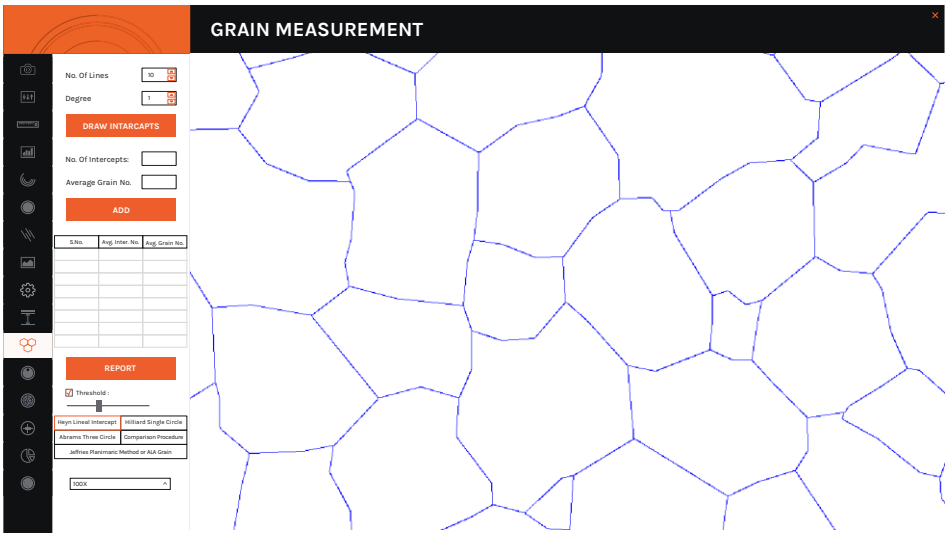 GRAIN MEASUREMENT
×
No. Of Lines 10
Degree 1
DRAW INTARCAPTS
No. Of Intercepts:
Average Grain No.
ADD
S.No. Avg. Inter. No. Avg. Grain No.
REPORT
Threshold :
Heyn Lineal Intercept Hilliard Single Circle
Abrams Three Circle Comparison Procedure
Jeffries Planimaric Method or ALA Grain
100X